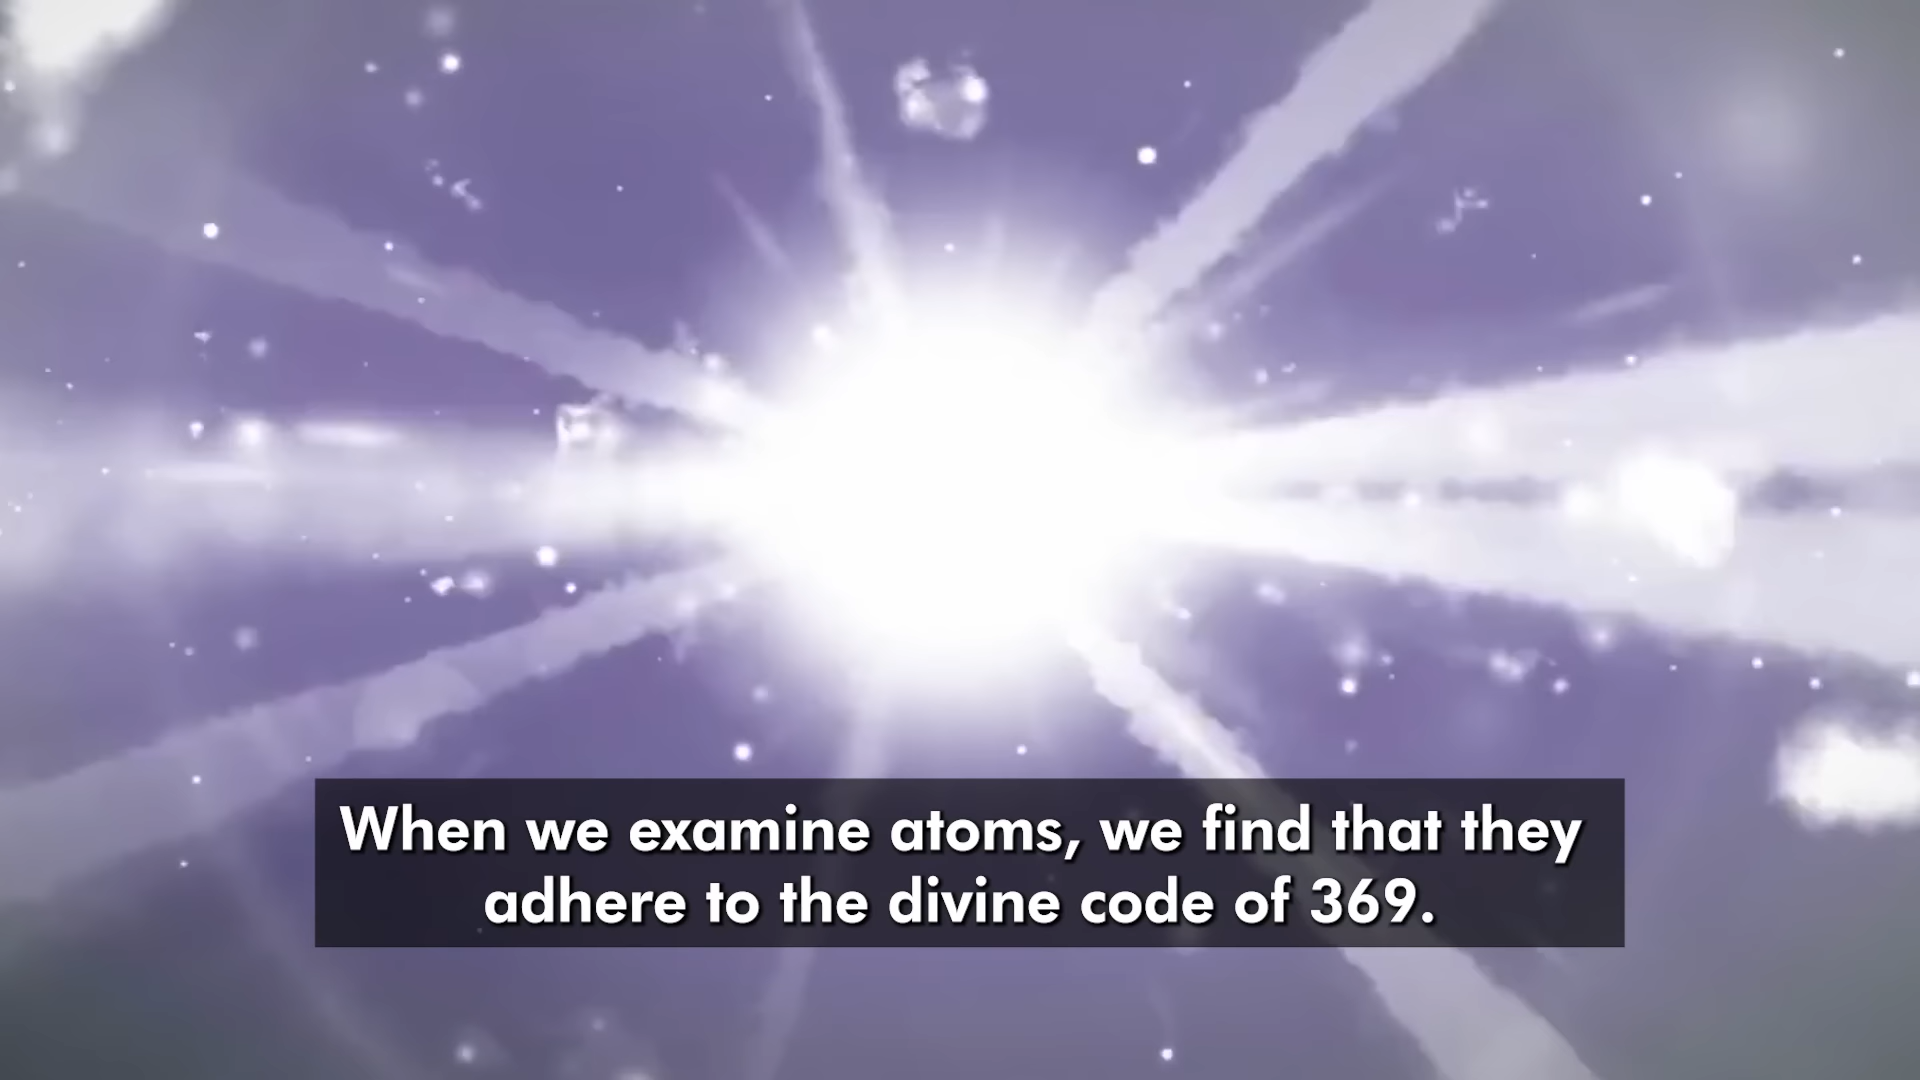 When we examine atoms, we find that they
adhere to the divine code of 369.